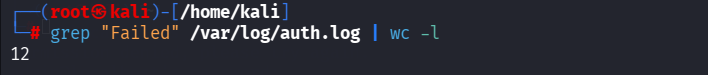 ┌──(root㉿kali)-[/home/kali]
└─# grep "Failed" /var/log/auth.log | wc -l
12